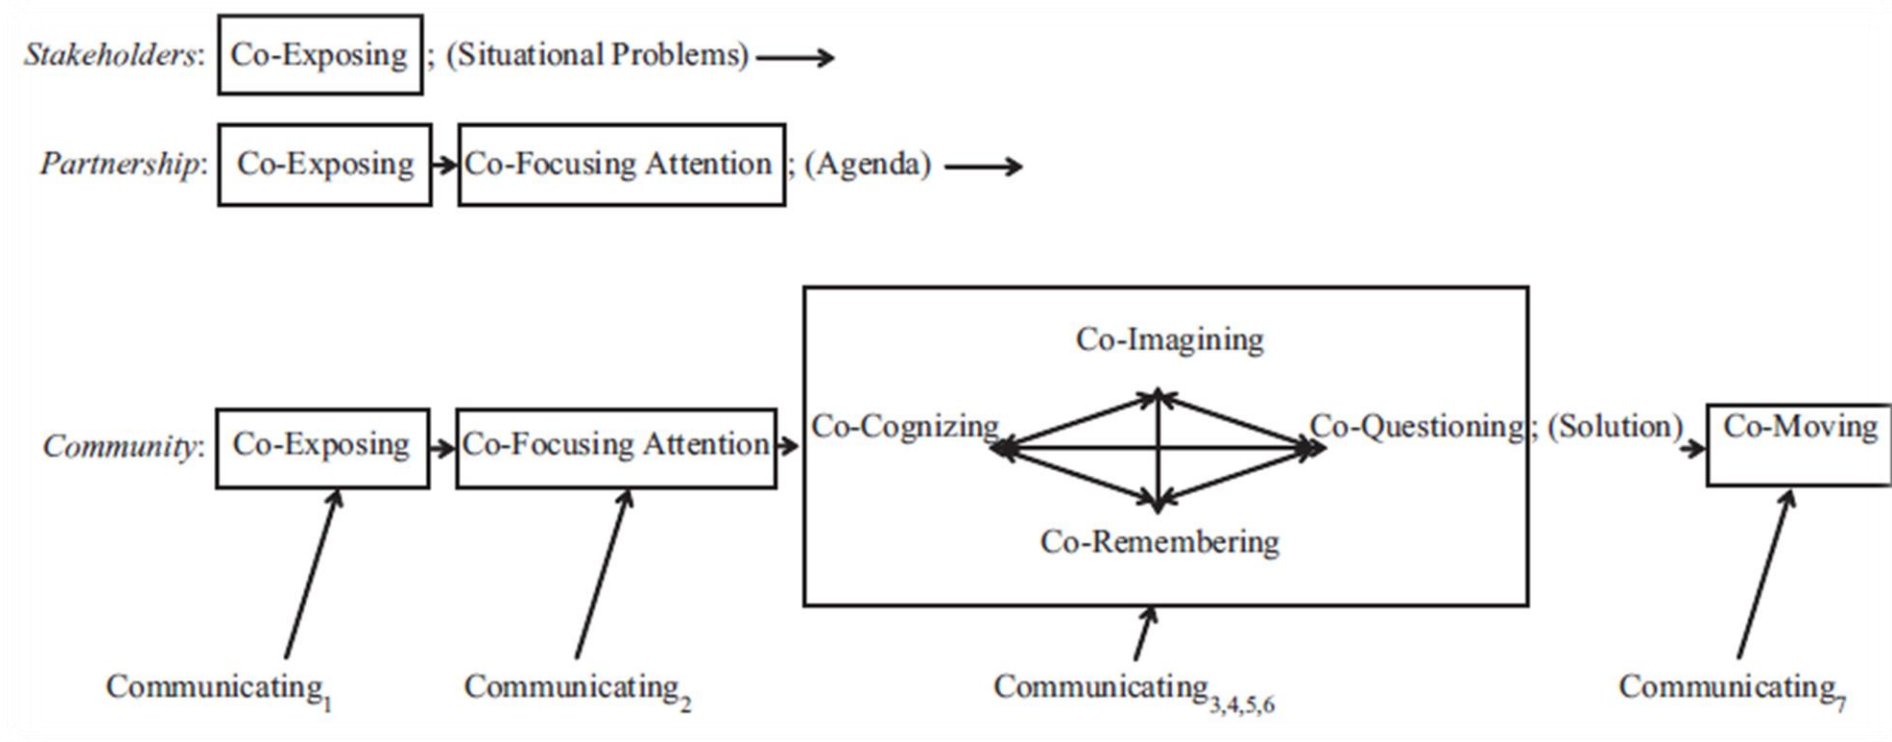 Stakeholders: Co-Exposing ; (Situational Problems)
Partnership: Co-Exposing Co-Focusing Attention ; (Agenda)
Co-Imagining
Community: Co-Exposing Co-Focusing Attention Co-Cognizing Co-Questioning ; (Solution) Co-Moving
Co-Remembering
Communicating1 Communicating2 Communicating3,4,5,6 Communicating7